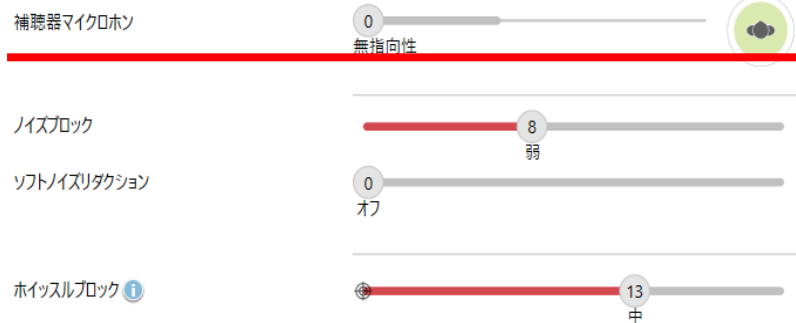 補聴器マイクロホン
0
無指向性
ノイズブロック
8
弱
ソフトノイズリダクション
0
オフ
ホイッスルブロック i
13
中